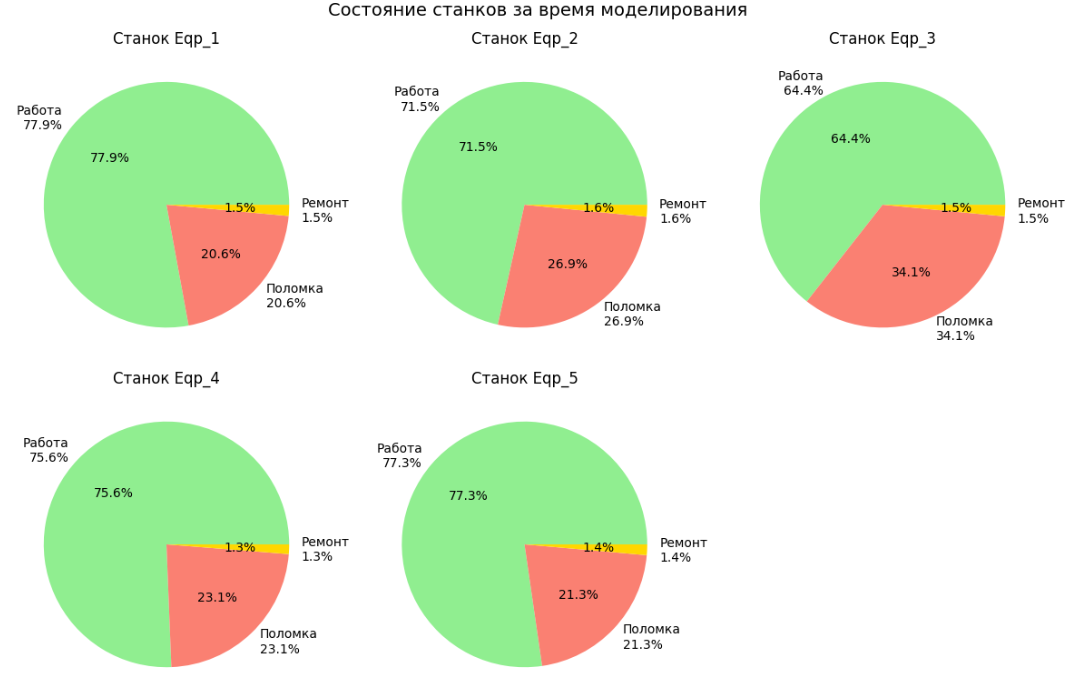 Состояние станков за время моделирования
Станок Eqp_1
Работа
77.9%
77.9%
Ремонт
1.5%
1.5%
20.6%
Поломка
20.6%
Станок Eqp_2
Работа
71.5%
71.5%
Ремонт
1.6%
1.6%
26.9%
Поломка
26.9%
Станок Eqp_3
Работа
64.4%
64.4%
Ремонт
1.5%
1.5%
34.1%
Поломка
34.1%
Станок Eqp_4
Работа
75.6%
75.6%
Ремонт
1.3%
1.3%
23.1%
Поломка
23.1%
Станок Eqp_5
Работа
77.3%
77.3%
Ремонт
1.4%
1.4%
21.3%
Поломка
21.3%